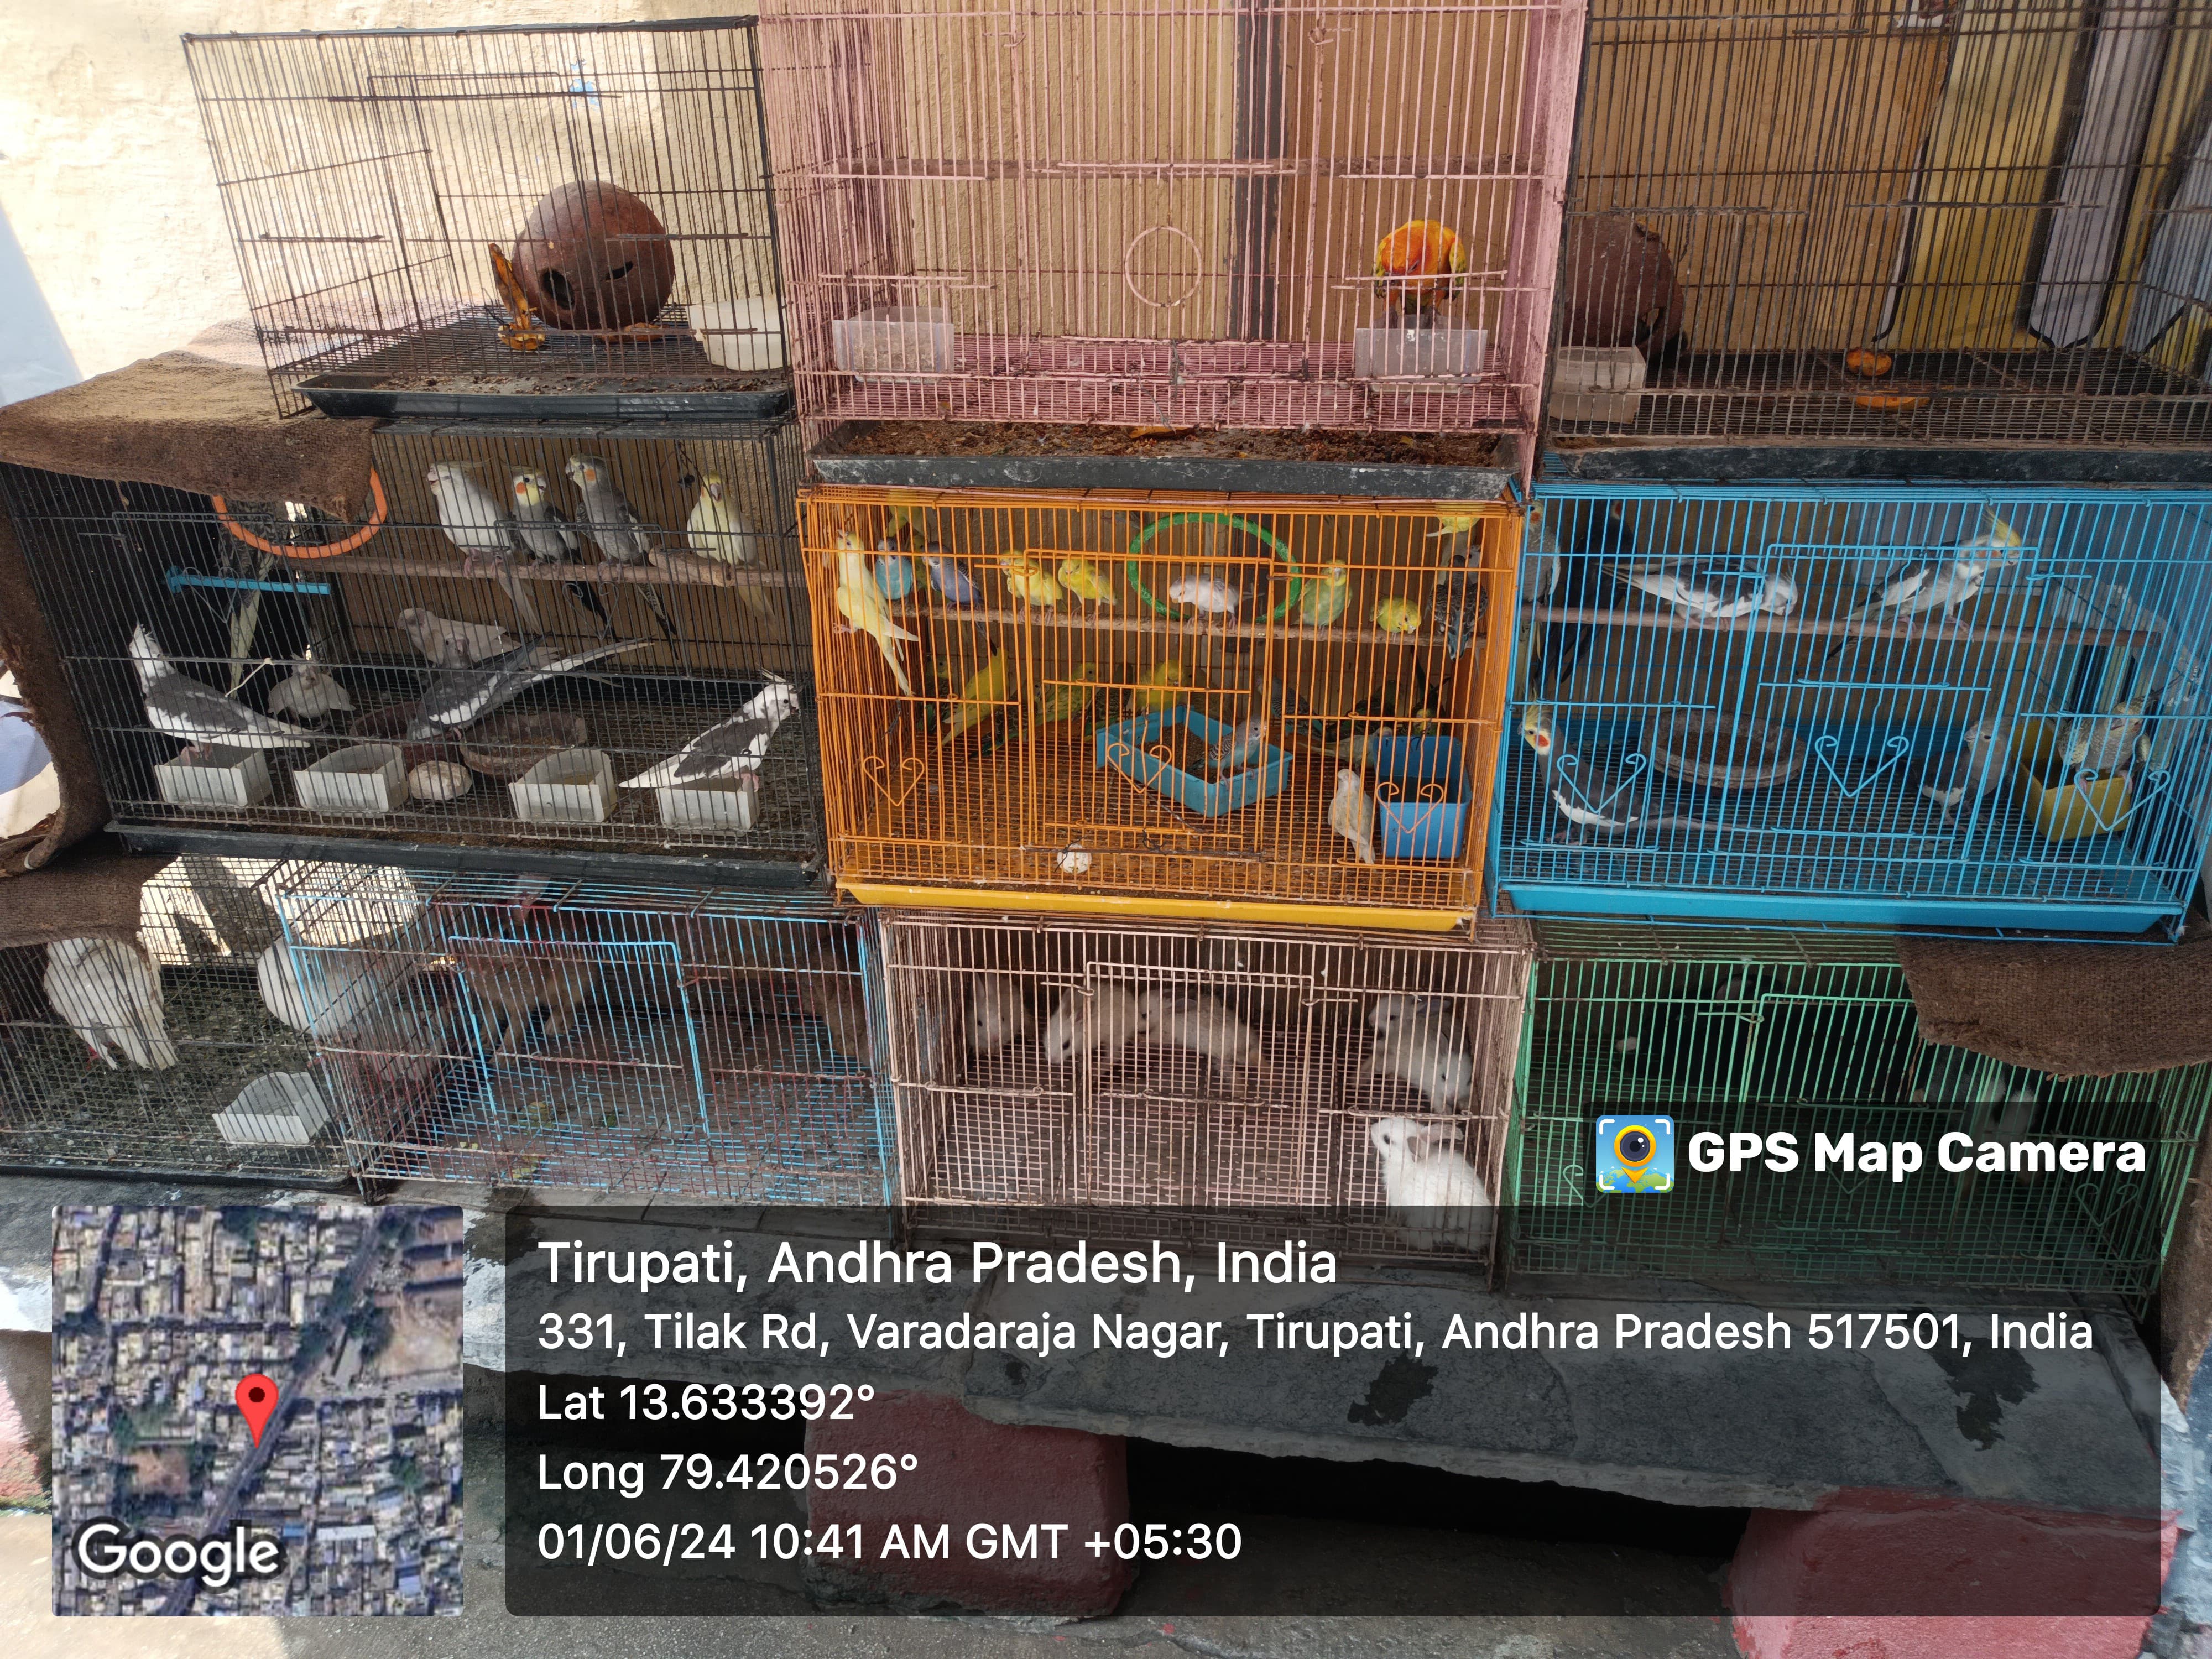 GPS Map Camera
Tirupati, Andhra Pradesh, India
331, Tilak Rd, Varadaraja Nagar, Tirupati, Andhra Pradesh 517501, India
Lat 13.633392°
Long 79.420526°
01/06/24 10:41 AM GMT +05:30
Google